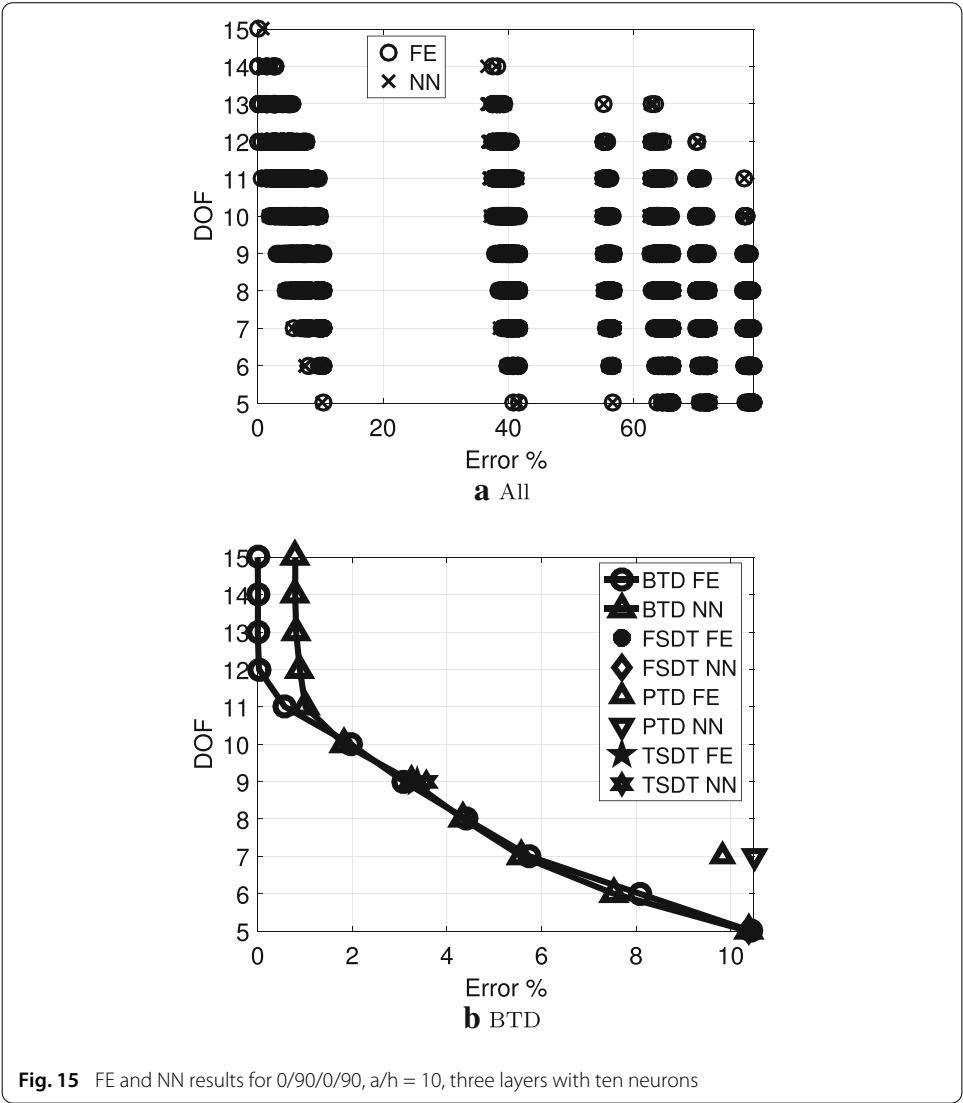 15
14
13
12
11
10
9
8
7
6
5
DOF
FE
NN
0 20 40 60
Error %
a All
15
14
13
12
11
10
9
8
7
6
5
DOF
BTD FE
BTD NN
FSDT FE
FSDT NN
PTD FE
PTD NN
TSDT FE
TSDT NN
0 2 4 6 8 10
Error %
b BTD
Fig. 15 FE and NN results for 0/90/0/90, a/h = 10, three layers with ten neurons